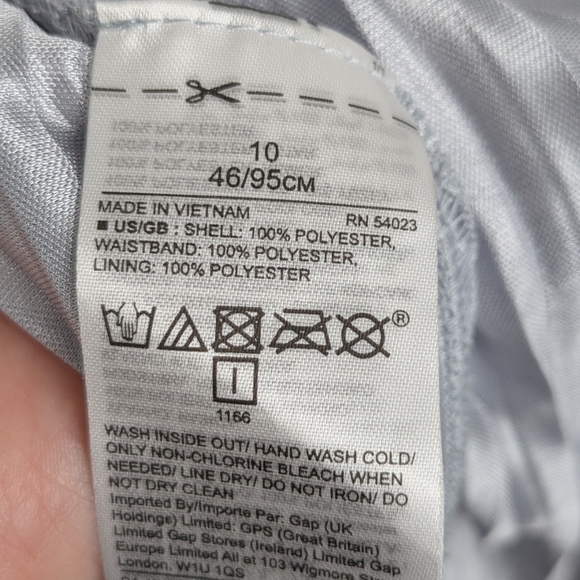 10
46/95CM
MADE IN VIETNAM RN 54023
US/GB : SHELL: 100% POLYESTER,
WAISTBAND: 100% POLYESTER,
LINING: 100% POLYESTER
®
1166
WASH INSIDE OUT/ HAND WASH COLD/
ONLY NON-CHLORINE BLEACH WHEN
NEEDED/ LINE DRY/ DO NOT IRON/ DO
NOT DRY CLEAN
Imported By/Importe Par: Gap (UK
Holdings) Limited: GPS (Great Britain)
Limited Gap Stores (Ireland) Limited Gap
Europe Limited All at 103 Wigmore
London. W1U 1QS